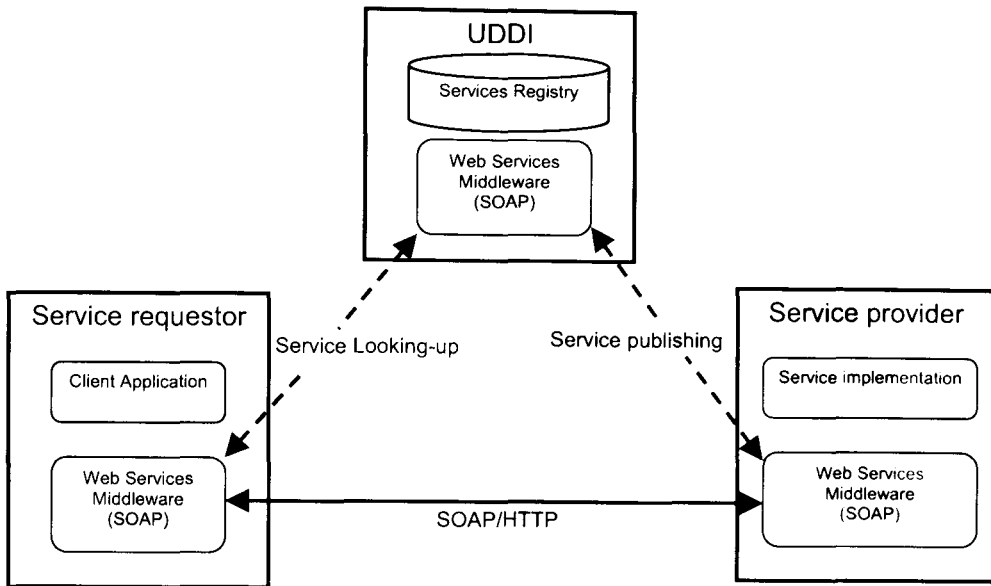 UDDI
Services Registry
Web Services
Middleware
(SOAP)
Service requestor
Client Application
Web Services
Middleware
(SOAP)
Service Looking-up
Service publishing
Service provider
Service implementation
Web Services
Middleware
(SOAP)
SOAP/HTTP